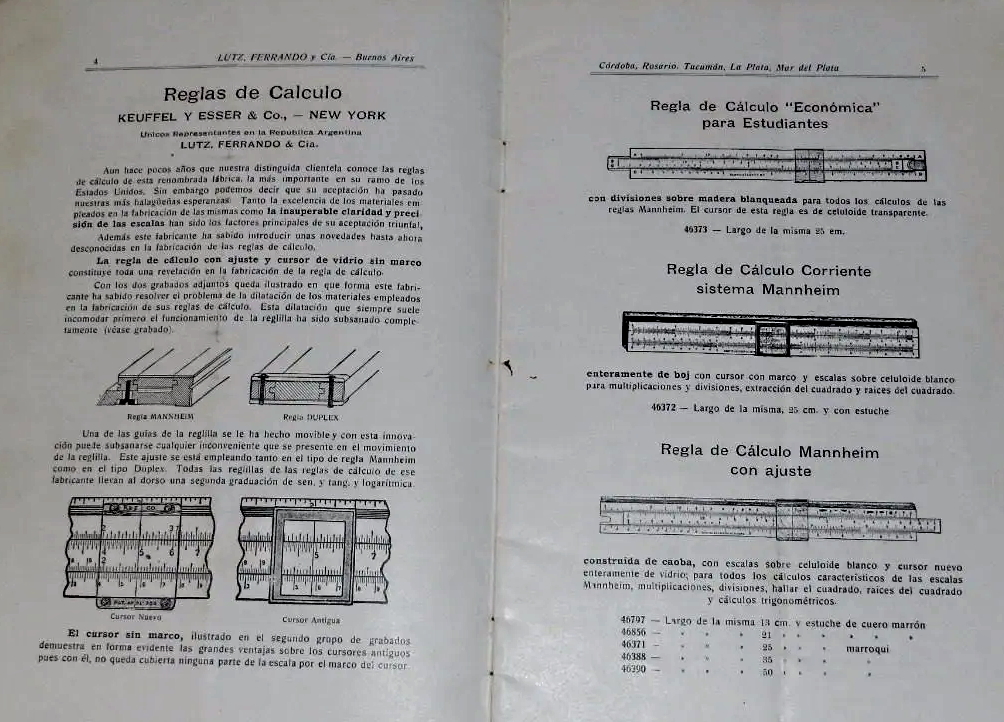 4
LUTZ, FERRANDO y Cía. — Buenos Aires
Reglas de Calculo
KEUFFEL Y ESSER & Co., — NEW YORK
Unicos Representantes en la Republica Argentina
LUTZ, FERRANDO & Cia.
Aun hace pocos años que nuestra distinguida clientela conoce las reglas
de cálculo de esta renombrada fábrica, la más importante en su ramo de los
Estados Unidos. Sin embargo podemos decir que su aceptación ha pasado
nuestras más halagüeñas esperanzas. Tanto la excelencia de los materiales em
pleados en la fabricación de las mismas como la insuperable claridad y preci
sión de las escalas han sido los factores principales de su aceptación triunfal,
Además este fabricante ha sabido introducir unas novedades hasta ahora
desconocidas en la fabricación de las reglas de cálculo.
La regla de cálculo con ajuste y cursor de vidrio sin marco
constituye toda una revelación en la fabricación de la regla de cálculo.
Con los dos grabados adjuntos queda ilustrado en que forma este fabri-
cante ha sabido resolver el problema de la dilatación de los materiales empleados
en la fabricación de sus reglas de cálculo. Esta dilatación que siempre suele
incomodar primero el funcionamiento de la reglilla ha sido subsanado comple-
tamente (véase grabado).
Regla MANNHEIM
Regla DUPLEX
Una de las guías de la reglilla se le ha hecho movible y con esta innova-
ción puede subsanarse cualquier inconveniente que se presente en el movimiento
de la reglilla. Este ajuste se está empleando tanto en el tipo de regla Mannheim
como en el tipo Duplex. Todas las reglillas de las reglas de cálculo de ese
fabricante llevan al dorso una segunda graduación de sen. y tang. y logarítmica.
Cursor Nuevo
Cursor Antigua
El cursor sin marco, ilustrado en el segundo grupo de grabados
demuestra en forma evidente las grandes ventajas sobre los cursores antiguos
pues con él, no queda cubierta ninguna parte de la escala por el marco del cursor.
Córdoba, Rosario, Tucumán, La Plata, Mar del Plata
5
Regla de Cálculo "Económica"
para Estudiantes
con divisiones sobre madera blanqueada para todos los cálculos de las
reglas Mannheim. El cursor de esta regla es de celuloide transparente.
46373 — Largo de la misma 25 cm.
Regla de Cálculo Corriente
sistema Mannheim
enteramente de boj con cursor con marco y escalas sobre celuloide blanco
para multiplicaciones y divisiones, extracción del cuadrado y raíces del cuadrado.
46372 — Largo de la misma, 25 cm. y con estuche
Regla de Cálculo Mannheim
con ajuste
construida de caoba, con escalas sobre celuloide blanco y cursor nuevo
enteramente de vidrio; para todos los cálculos característicos de las escalas
Mannheim, multiplicaciones, divisiones, hallar el cuadrado, raíces del cuadrado
y cálculos trigonométricos.
46797 — Largo de la misma 13 cm. y estuche de cuero marrón
46856 — " " " 21 " " " " "
46371 — " " " 25 " " " marroqui
46388 — " " " 35 " " " "
46390 — " " " 50 " " " "